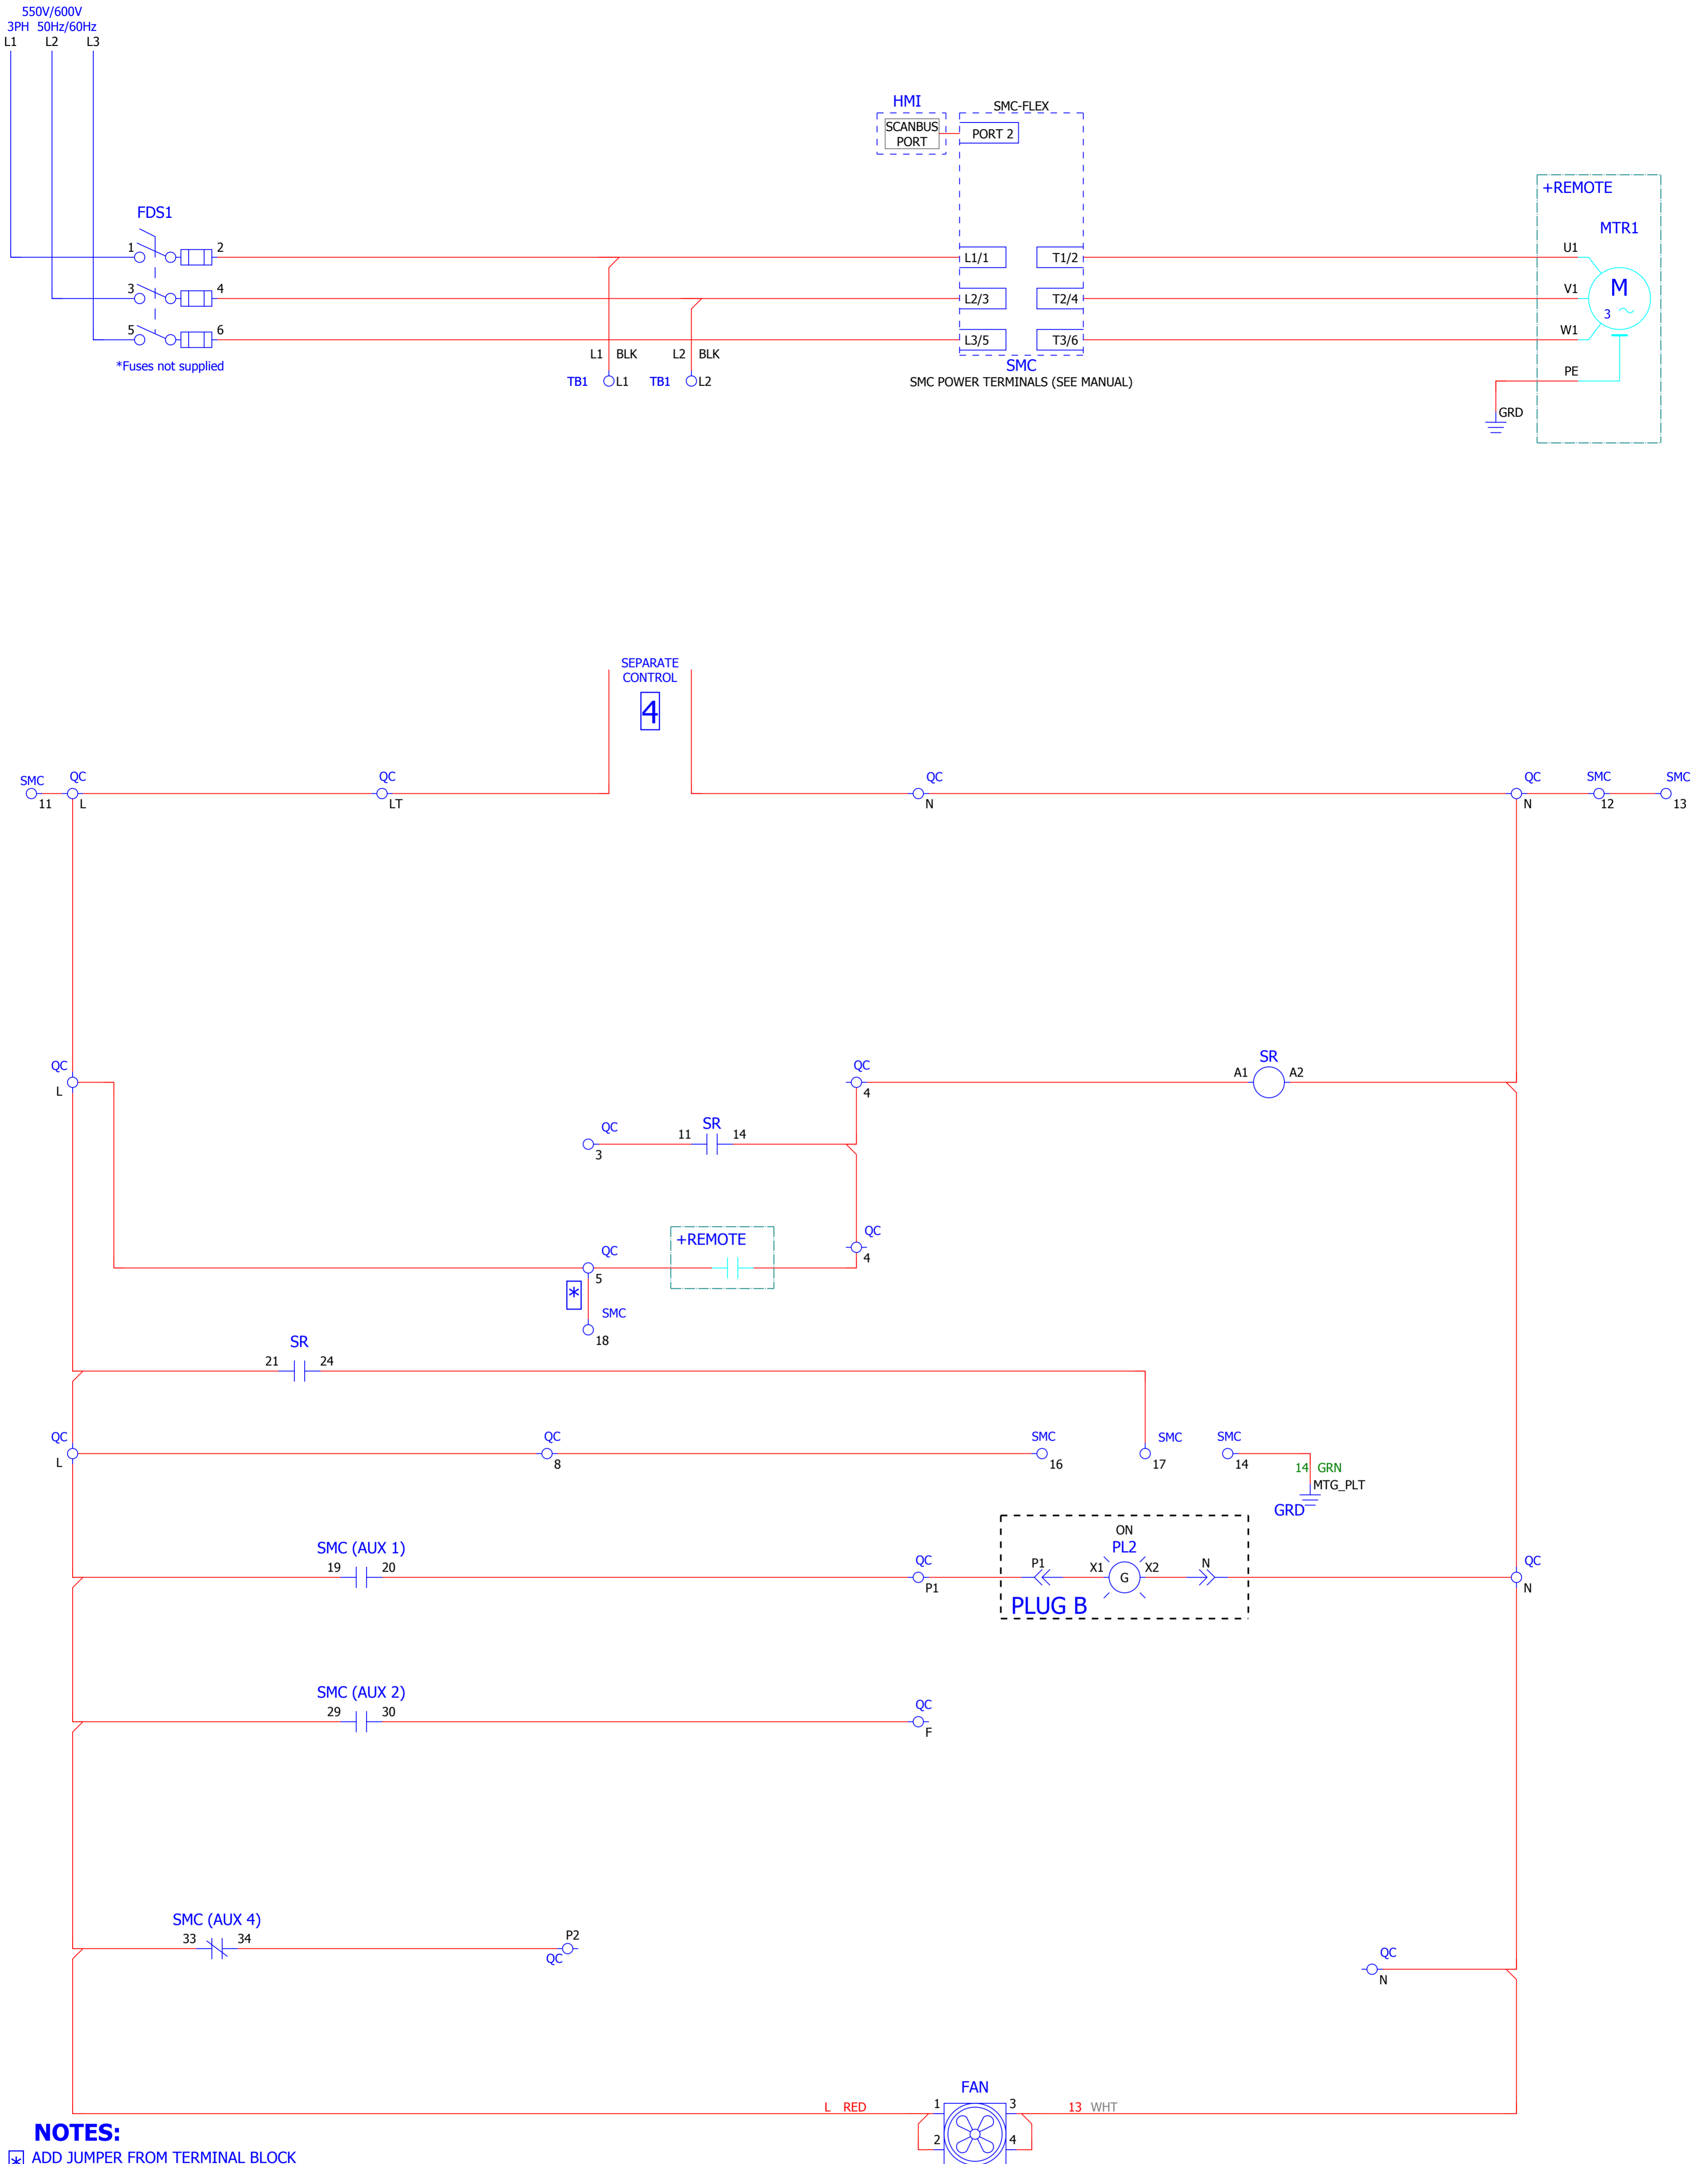 550V/600V
3PH 50Hz/60Hz
L1 L2 L3
HMI
SMC-FLEX
SCANBUS
PORT
PORT 2
+REMOTE
MTR1
FDS1
1 2
L1/1 T1/2
U1
3 4
L2/3 T2/4
V1
M
3
5 6
L3/5 T3/6
W1
*Fuses not supplied
L1 BLK L2 BLK
TB1 L1 TB1 L2
SMC
SMC POWER TERMINALS (SEE MANUAL)
PE
GRD
SEPARATE
CONTROL
4
SMC QC QC QC QC SMC SMC
11 L LT N N 12 13
QC QC SR
L 4 A1 A2
QC SR
3 11 14
+REMOTE
QC
4
QC
5
*
SMC
18
SR
21 24
QC QC SMC SMC SMC
L 8 16 17 14
14 GRN
MTG_PLT
GRD
ON
SMC (AUX 1) PL2
19 20 QC P1 X1 G X2 N QC
P1 N
PLUG B
SMC (AUX 2)
29 30 QC
F
SMC (AUX 4)
33 34 P2
QC
QC
N
FAN
L RED 1 3 13 WHT
2 4
NOTES:
* ADD JUMPER FROM TERMINAL BLOCK